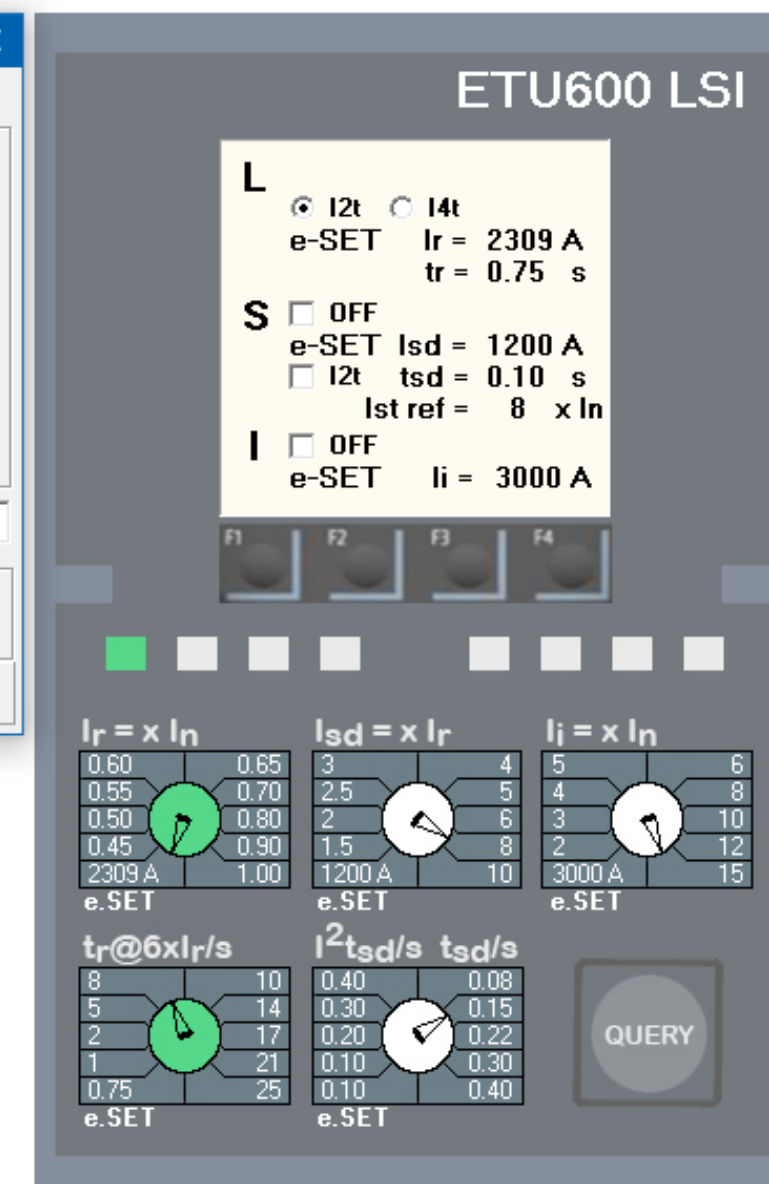 ETU600 LSI
L
I2t I4t
e-SET Ir = 2309 A
tr = 0.75 s
S OFF
e-SET Isd = 1200 A
I2t tsd = 0.10 s
Ist ref = 8 x In
I OFF
e-SET Ii = 3000 A
F1 F2 F3 F4
Ir = x In Isd = x Ir Ii = x In
0.60 0.65 3 4 5 6
0.55 0.70 2.5 5 4 8
0.50 0.80 2 6 3 10
0.45 0.90 1.5 8 2 12
2309 A 1.00 1200 A 10 3000 A 15
e.SET e.SET e.SET
tr@6xIr/s I²tsd/s tsd/s
8 10 0.40 0.08
5 14 0.30 0.15
2 17 0.20 0.22
1 21 0.10 0.30
0.75 25 0.10 0.40
e.SET e.SET
QUERY